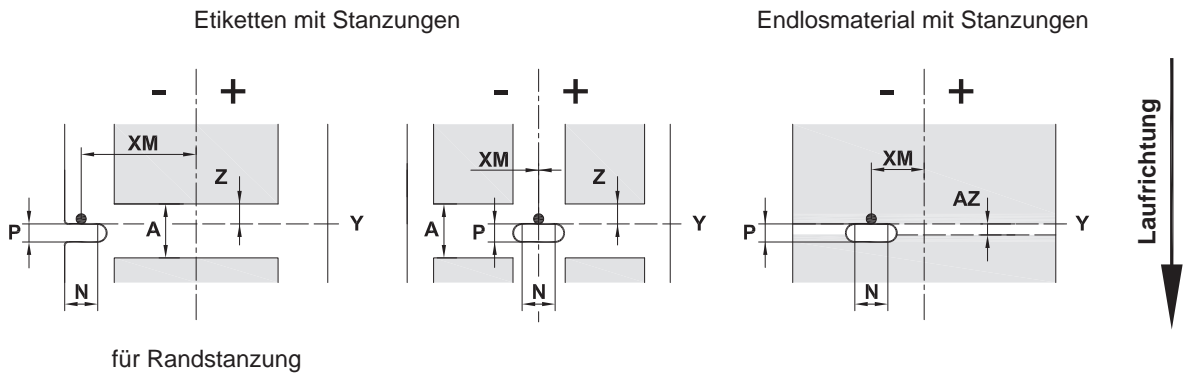 Etiketten mit Stanzungen
Endlosmaterial mit Stanzungen
- +
- +
- +
XM
Z
A
P
N
Y
XM
Z
A
P
N
Y
XM
AZ
P
N
Y
Laufrichtung
für Randstanzung